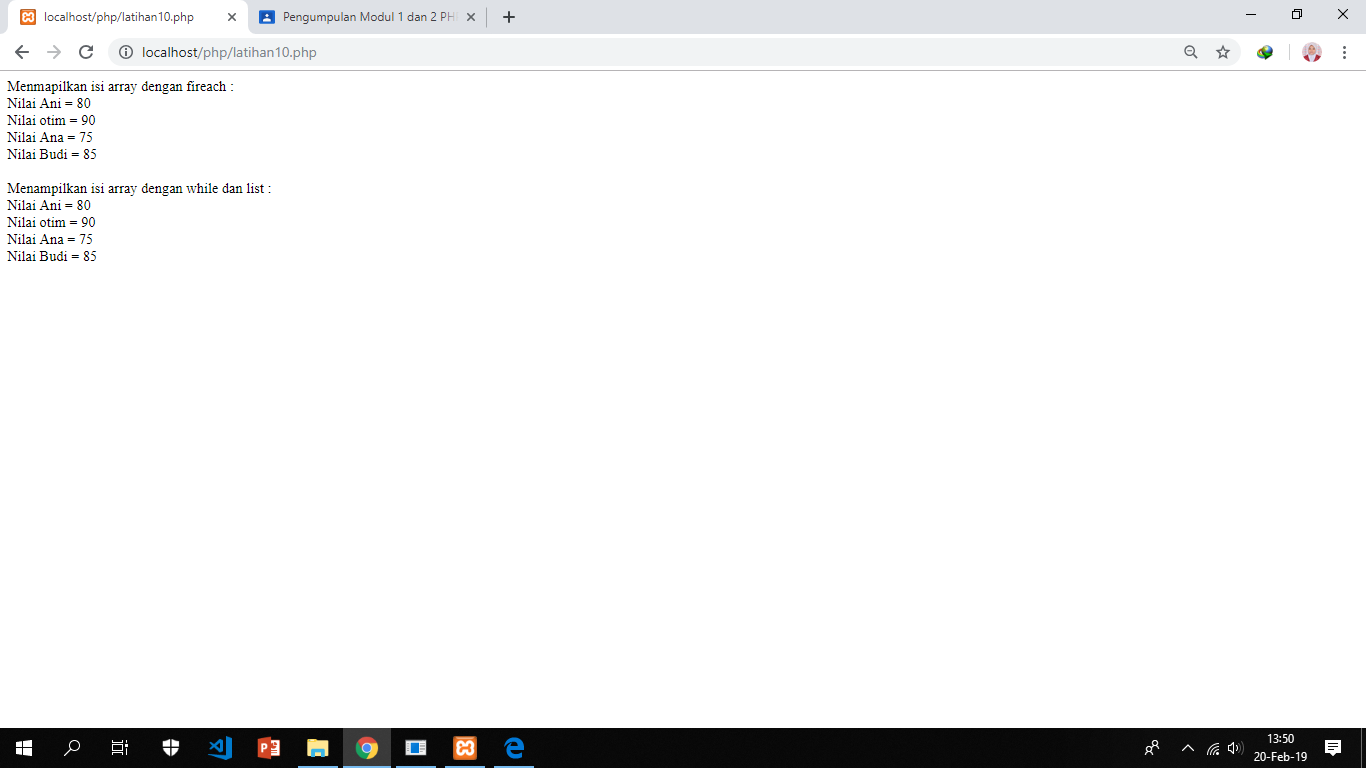 localhost/php/latihan10.php
Pengumpulan Modul 1 dan 2 PH
localhost/php/latihan10.php
Menmapilkan isi array dengan fireach :
Nilai Ani = 80
Nilai otim = 90
Nilai Ana = 75
Nilai Budi = 85
Menampilkan isi array dengan while dan list :
Nilai Ani = 80
Nilai otim = 90
Nilai Ana = 75
Nilai Budi = 85
13:50
20-Feb-19